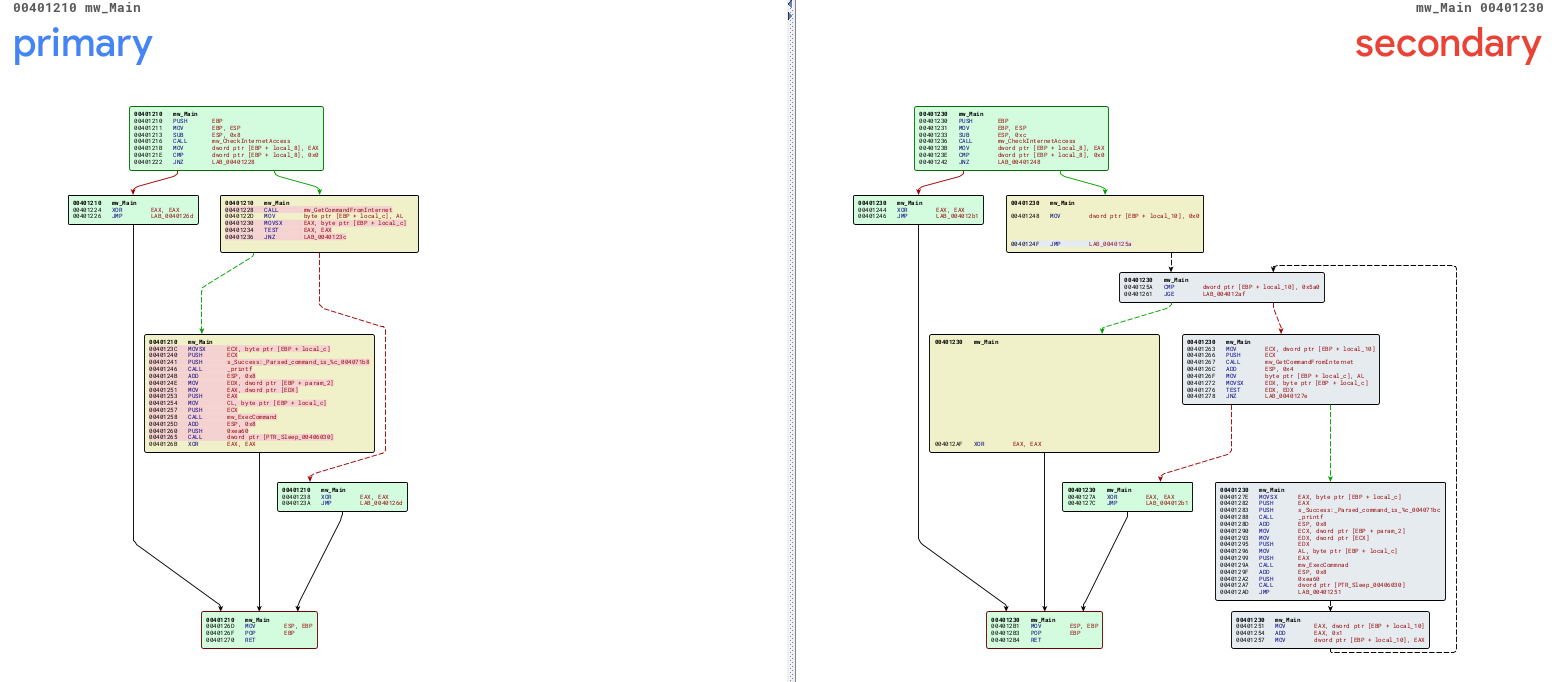 00401210 mw_Main
primary
00401210 mw_Main
00401210 PUSH EBP
00401211 MOV EBP, ESP
00401213 SUB ESP, 0x8
00401216 CALL mw_CheckInternetAccess
0040121B MOV dword ptr [EBP + local_8], EAX
0040121E CMP dword ptr [EBP + local_8], 0x0
00401222 JNZ LAB_00401228
00401210 mw_Main
00401224 XOR EAX, EAX
00401226 JMP LAB_0040126d
00401210 mw_Main
00401228 CALL mw_GetCommandFromInternet
0040122D MOV byte ptr [EBP + local_c], AL
00401230 MOVSX EAX, byte ptr [EBP + local_c]
00401234 TEST EAX, EAX
00401236 JNZ LAB_0040123c
00401210 mw_Main
0040123C MOVSX ECX, byte ptr [EBP + local_c]
00401240 PUSH ECX
00401241 PUSH s_Success:_Parsed_command_is_%c_004071b8
00401246 CALL _printf
0040124B ADD ESP, 0x8
0040124E MOV EDX, dword ptr [EBP + param_2]
00401251 MOV EAX, dword ptr [EDX]
00401253 PUSH EAX
00401254 MOV CL, byte ptr [EBP + local_c]
00401257 PUSH ECX
00401258 CALL mw_ExecCommand
0040125D ADD ESP, 0x8
00401260 PUSH 0xea60
00401265 CALL dword ptr [PTR_Sleep_00406030]
0040126B XOR EAX, EAX
00401210 mw_Main
00401238 XOR EAX, EAX
0040123A JMP LAB_0040126d
00401210 mw_Main
0040126D MOV ESP, EBP
0040126F POP EBP
00401270 RET
mw_Main 00401230
secondary
00401230 mw_Main
00401230 PUSH EBP
00401231 MOV EBP, ESP
00401233 SUB ESP, 0xc
00401236 CALL mw_CheckInternetAccess
0040123B MOV dword ptr [EBP + local_8], EAX
0040123E CMP dword ptr [EBP + local_8], 0x0
00401242 JNZ LAB_00401248
00401230 mw_Main
00401244 XOR EAX, EAX
00401246 JMP LAB_004012b1
00401230 mw_Main
00401248 MOV dword ptr [EBP + local_10], 0x0
0040124F JMP LAB_0040125a
00401230 mw_Main
0040125A CMP dword ptr [EBP + local_10], 0x5a0
00401261 JGE LAB_004012af
00401230 mw_Main
004012AF XOR EAX, EAX
00401230 mw_Main
00401263 MOV ECX, dword ptr [EBP + local_10]
00401266 PUSH ECX
00401267 CALL mw_GetCommandFromInternet
0040126C ADD ESP, 0x4
0040126F MOV byte ptr [EBP + local_c], AL
00401272 MOVSX EDX, byte ptr [EBP + local_c]
00401276 TEST EDX, EDX
00401278 JNZ LAB_0040127e
00401230 mw_Main
0040127A XOR EAX, EAX
0040127C JMP LAB_004012b1
00401230 mw_Main
0040127E MOVSX EAX, byte ptr [EBP + local_c]
00401282 PUSH EAX
00401283 PUSH s_Success:_Parsed_command_is_%c_004071bc
00401288 CALL _printf
0040128D ADD ESP, 0x8
00401290 MOV ECX, dword ptr [EBP + param_2]
00401293 MOV EDX, dword ptr [ECX]
00401295 PUSH EDX
00401296 MOV AL, byte ptr [EBP + local_c]
00401299 PUSH EAX
0040129A CALL mw_ExecCommnad
0040129F ADD ESP, 0x8
004012A2 PUSH 0xea60
004012A7 CALL dword ptr [PTR_Sleep_00406030]
004012AD JMP LAB_00401251
00401230 mw_Main
004012B1 MOV ESP, EBP
004012B3 POP EBP
004012B4 RET
00401230 mw_Main
00401251 MOV EAX, dword ptr [EBP + local_10]
00401254 ADD EAX, 0x1
00401257 MOV dword ptr [EBP + local_10], EAX